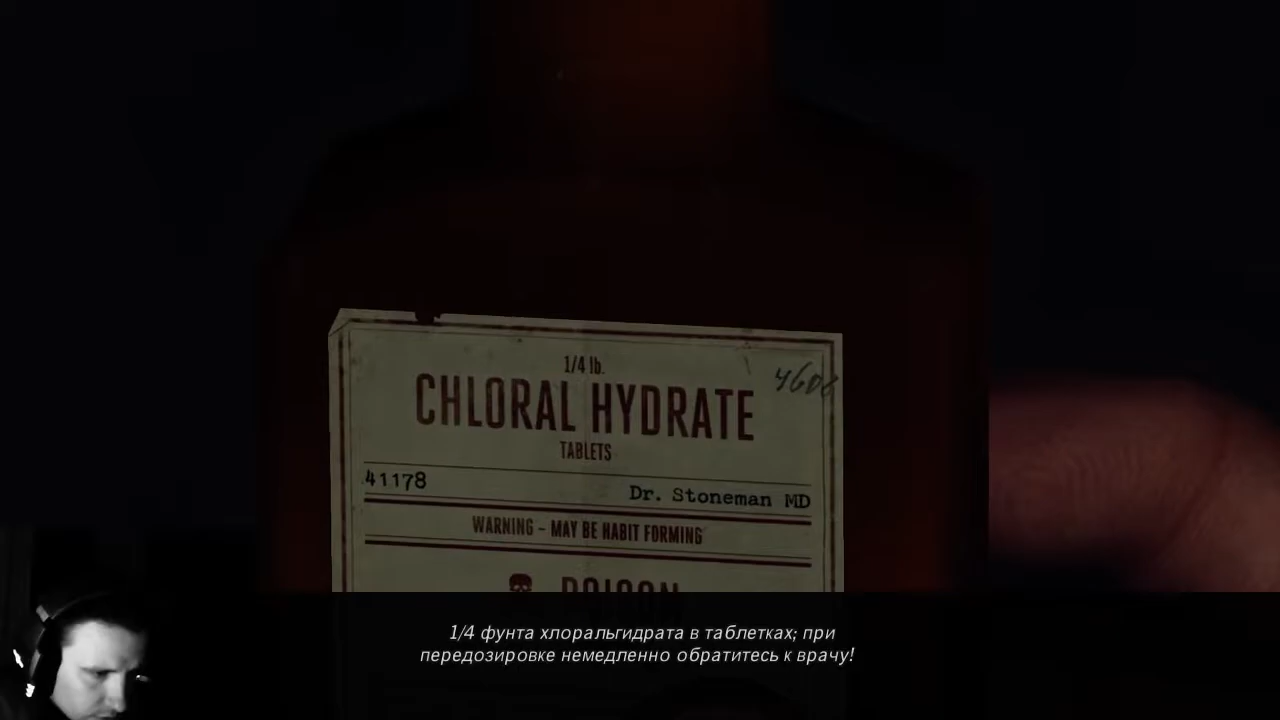 1/4 lb.
CHLORAL HYDRATE
TABLETS
41178
Dr. Stoneman MD
WARNING - MAY BE HABIT FORMING
POISON
1/4 фунта хлоральгидрата в таблетках; при
передозировке немедленно обратитесь к врачу!